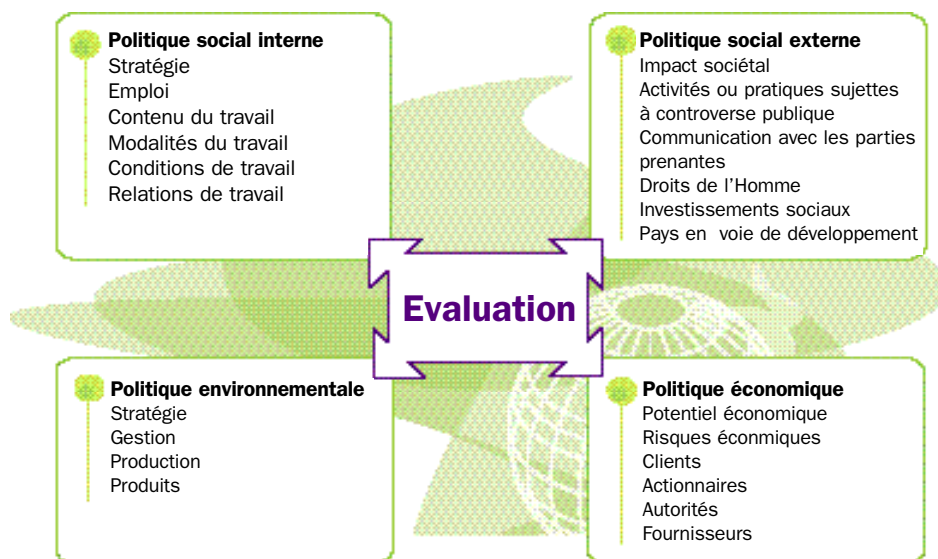 Politique social interne
Stratégie
Emploi
Contenu du travail
Modalités du travail
Conditions de travail
Relations de travail
Politique social externe
Impact sociétal
Activités ou pratiques sujettes
à controverse publique
Communication avec les parties
prenantes
Droits de l'Homme
Investissements sociaux
Pays en voie de développement
Evaluation
Politique environnementale
Stratégie
Gestion
Production
Produits
Politique économique
Potentiel économique
Risques éconmiques
Clients
Actionnaires
Autorités
Fournisseurs